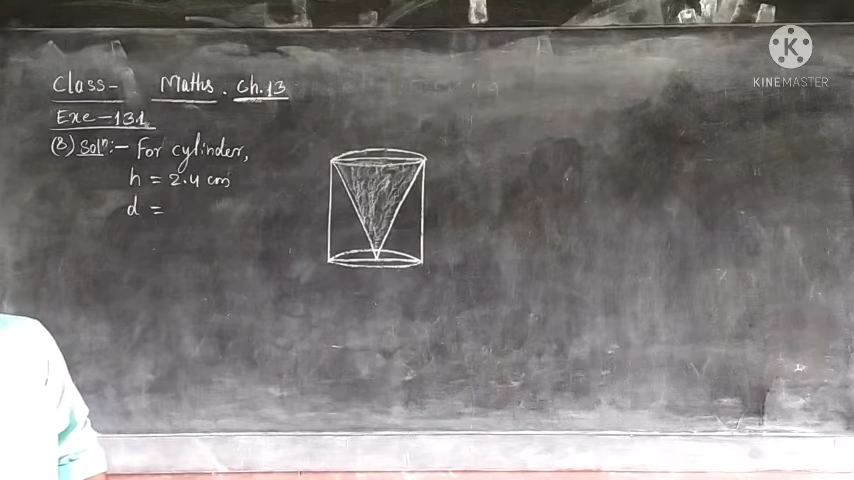 Class- Maths. Ch.13
Exe-13.1
(8) Solⁿ:- For cylinder,
h = 2.4 cm
d =
K
KINEMASTER